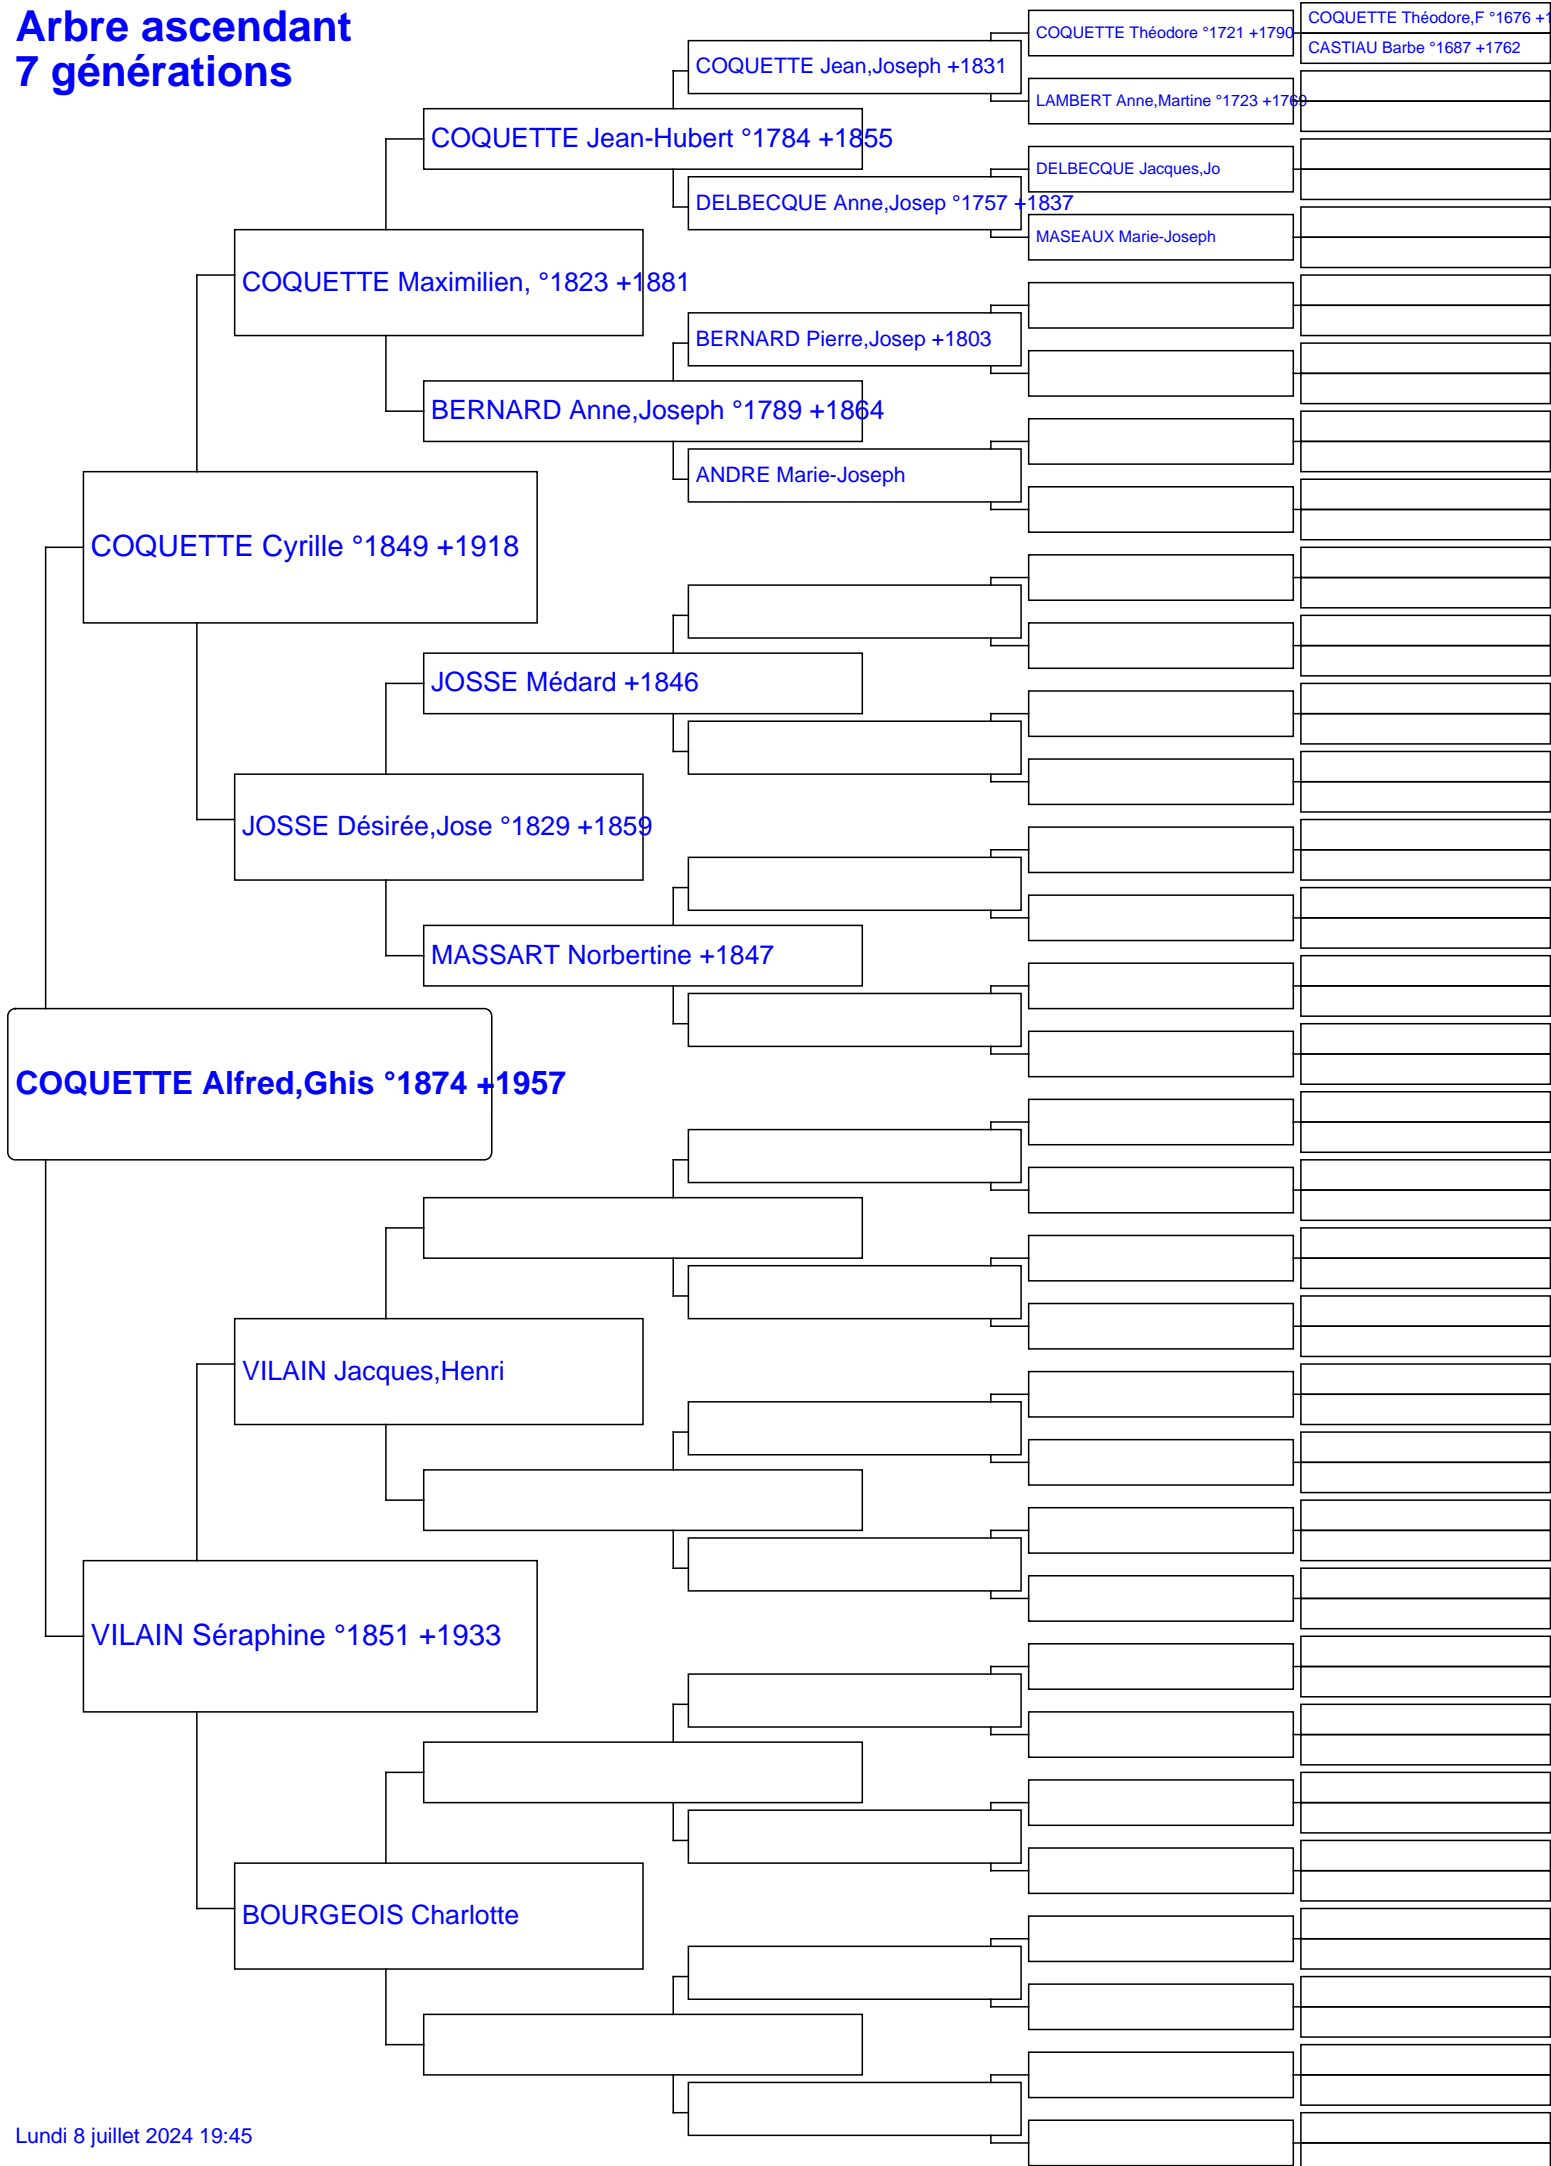 Arbre ascendant
7 générations
COQUETTE Théodore,F °1676 +1
COQUETTE Théodore °1721 +1790
CASTIAU Barbe °1687 +1762
COQUETTE Jean,Joseph +1831
LAMBERT Anne,Martine °1723 +1769
COQUETTE Jean-Hubert °1784 +1855
DELBECQUE Jacques,Jo
DELBECQUE Anne,Josep °1757 +1837
MASEAUX Marie-Joseph
COQUETTE Maximilien, °1823 +1881
BERNARD Pierre,Josep +1803
BERNARD Anne,Joseph °1789 +1864
ANDRE Marie-Joseph
COQUETTE Cyrille °1849 +1918
JOSSE Médard +1846
JOSSE Désirée,Jose °1829 +1859
MASSART Norbertine +1847
COQUETTE Alfred,Ghis °1874 +1957
VILAIN Jacques,Henri
VILAIN Séraphine °1851 +1933
BOURGEOIS Charlotte
Lundi 8 juillet 2024 19:45